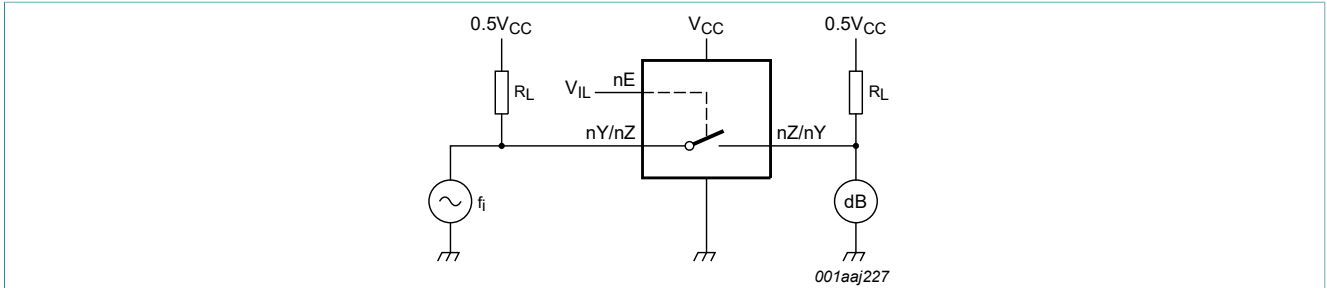 0.5VCC
VCC
0.5VCC
RL
VIL
nE
RL
nY/nZ
nZ/nY
fi
dB
001aaj227